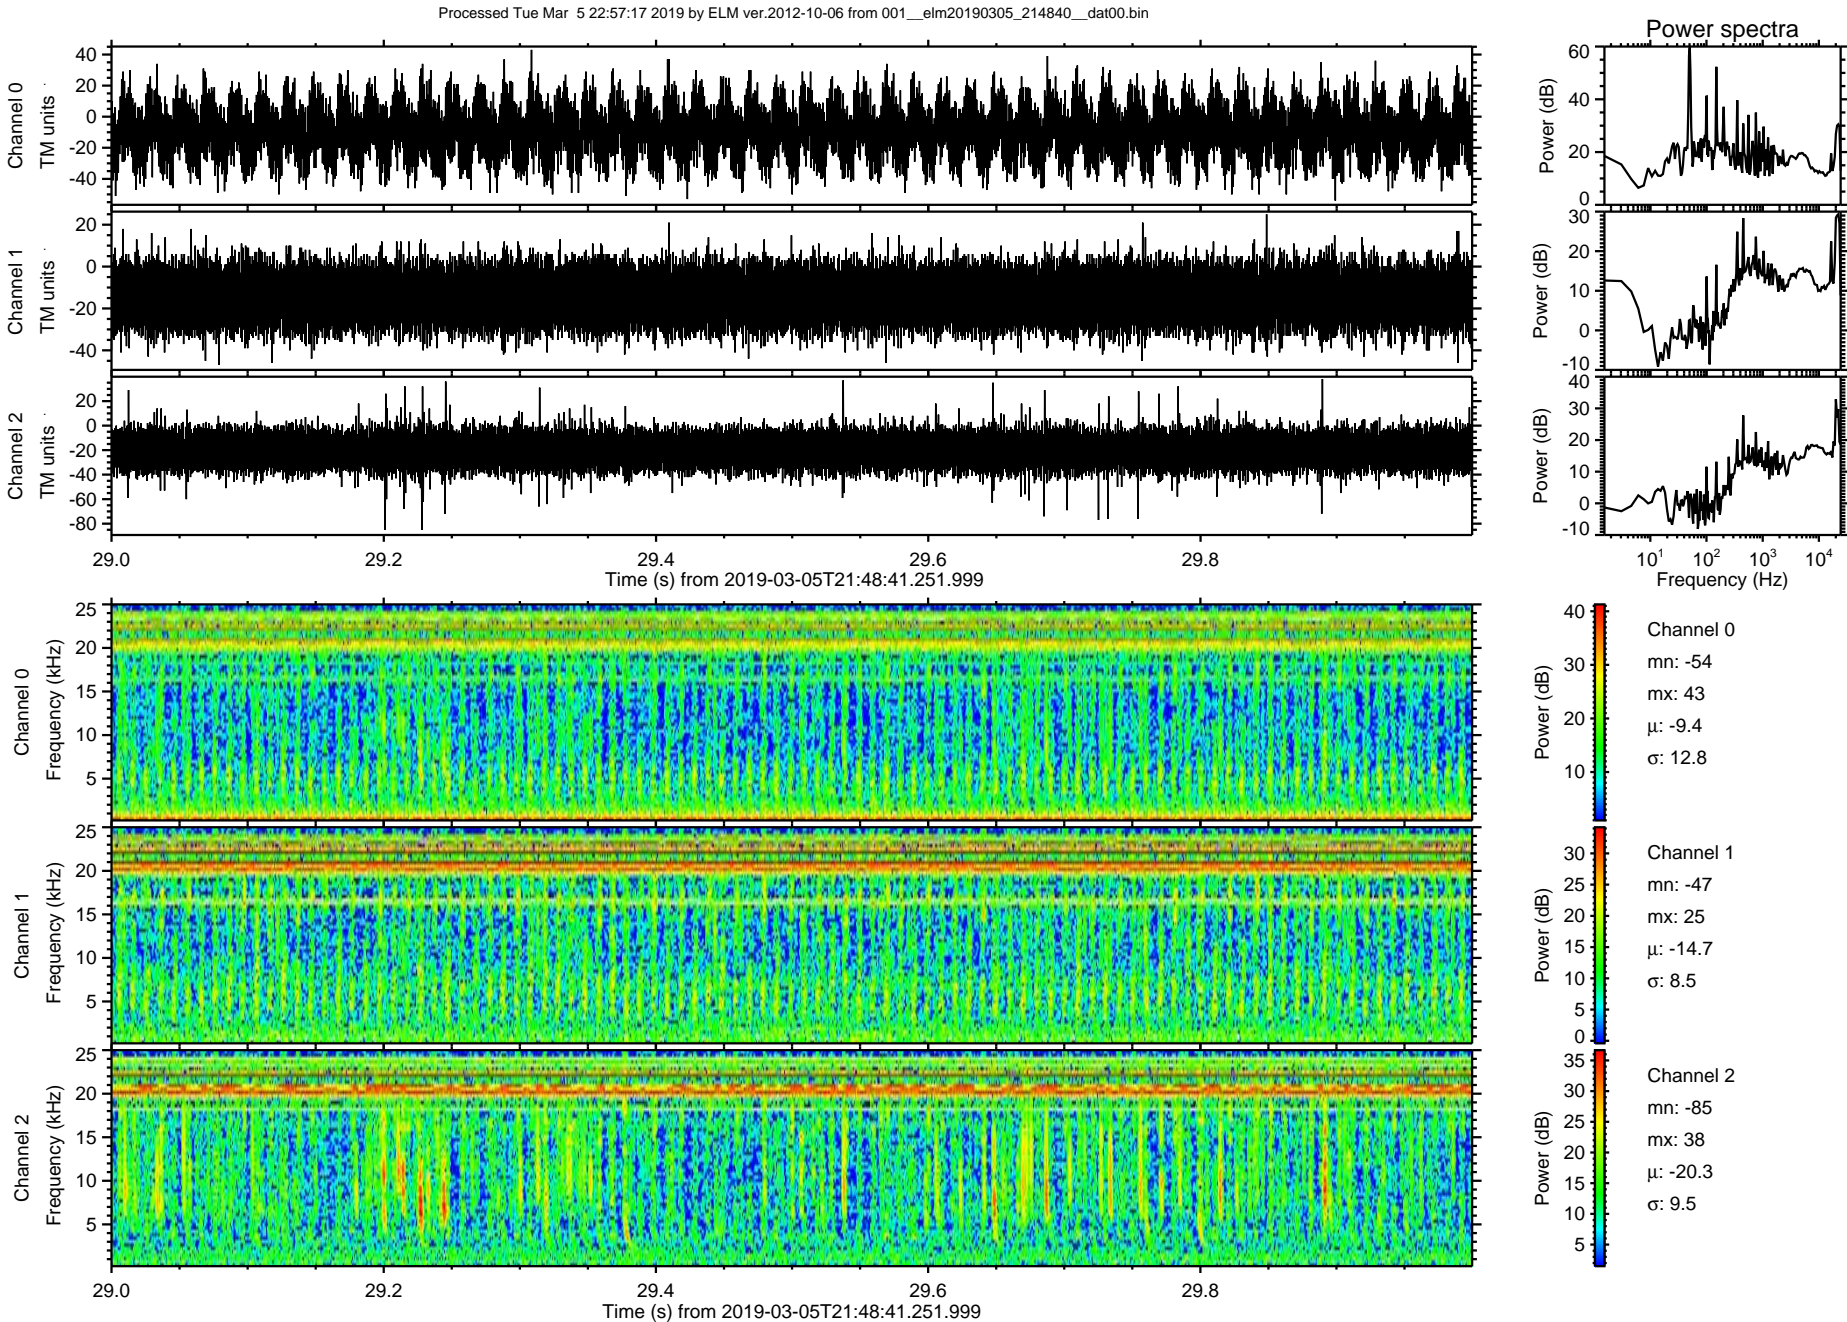 Processed Tue Mar  5 22:57:17 2019 by ELM ver.2012-10-06 from 001__elm20190305_214840__dat00.bin
Power spectra
Channel 0
TM units
40
20
0
-20
-40
Power (dB)
60
40
20
0
Channel 1
TM units
20
0
-20
-40
Power (dB)
30
20
10
0
-10
Channel 2
TM units
20
0
-20
-40
-60
-80
Power (dB)
40
30
20
10
0
-10
29.0 29.2 29.4 29.6 29.8
Time (s) from 2019-03-05T21:48:41.251.999
10^1 10^2 10^3 10^4
Frequency (Hz)
Channel 0
Frequency (kHz)
25
20
15
10
5
Power (dB)
40
30
20
10
Channel 0
mn: -54
mx: 43
μ: -9.4
σ: 12.8
Channel 1
Frequency (kHz)
25
20
15
10
5
Power (dB)
30
25
20
15
10
5
0
Channel 1
mn: -47
mx: 25
μ: -14.7
σ: 8.5
Channel 2
Frequency (kHz)
25
20
15
10
5
Power (dB)
35
30
25
20
15
10
5
Channel 2
mn: -85
mx: 38
μ: -20.3
σ: 9.5
29.0 29.2 29.4 29.6 29.8
Time (s) from 2019-03-05T21:48:41.251.999